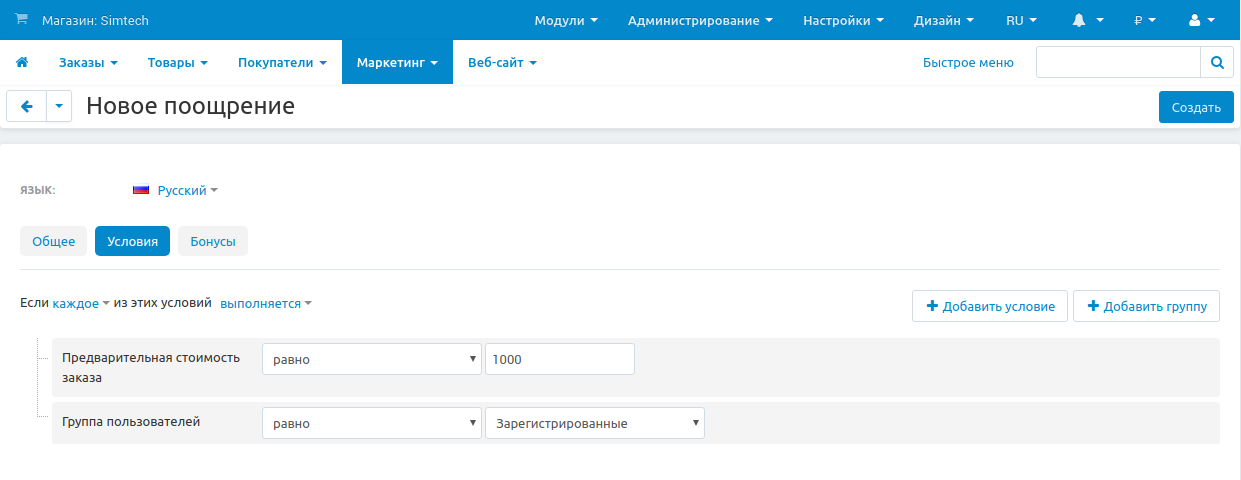 Магазин: Simtech Модули Администрирование Настройки Дизайн RU ₽
Заказы Товары Покупатели Маркетинг Веб-сайт Быстрое меню
Новое поощрение Создать
ЯЗЫК: Русский
Общее Условия Бонусы
Если каждое из этих условий выполняется Добавить условие Добавить группу
Предварительная стоимость заказа равно 1000
Группа пользователей равно Зарегистрированные